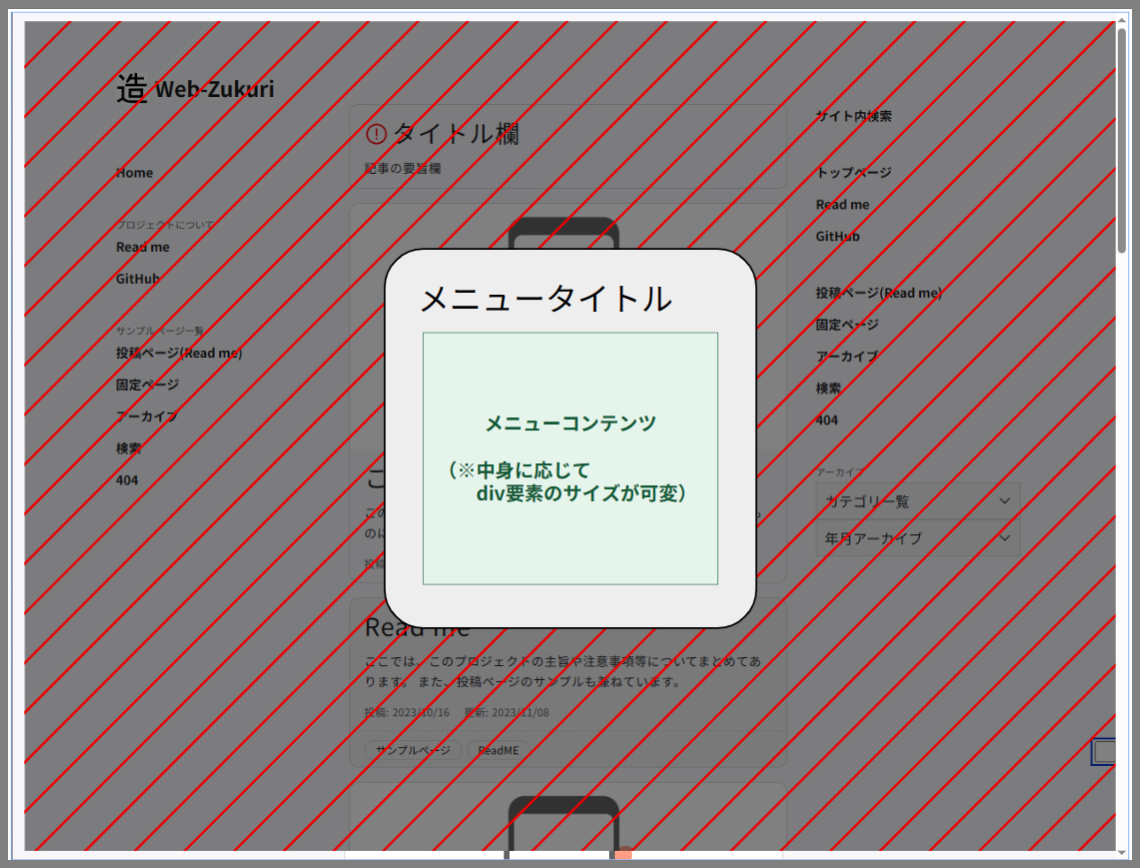 造 Web-Zukuri
Home
プロジェクトについて
Read me
GitHub
サンプルページ一覧
投稿ページ(Read me)
固定ページ
アーカイブ
検索
404
タイトル欄
記事の要旨欄
メニュータイトル
メニューコンテンツ
（※中身に応じて
div要素のサイズが可変）
Read me
ここでは、このプロジェクトの主旨や注意事項等についてまとめてあ
ります。 また、投稿ページのサンプルも兼ねています。
投稿: 2023/10/16 更新: 2023/11/08
サンプルページ ReadME
サイト内検索
トップページ
Read me
GitHub
投稿ページ(Read me)
固定ページ
アーカイブ
検索
404
アーカイブ
カテゴリ一覧
年月アーカイブ